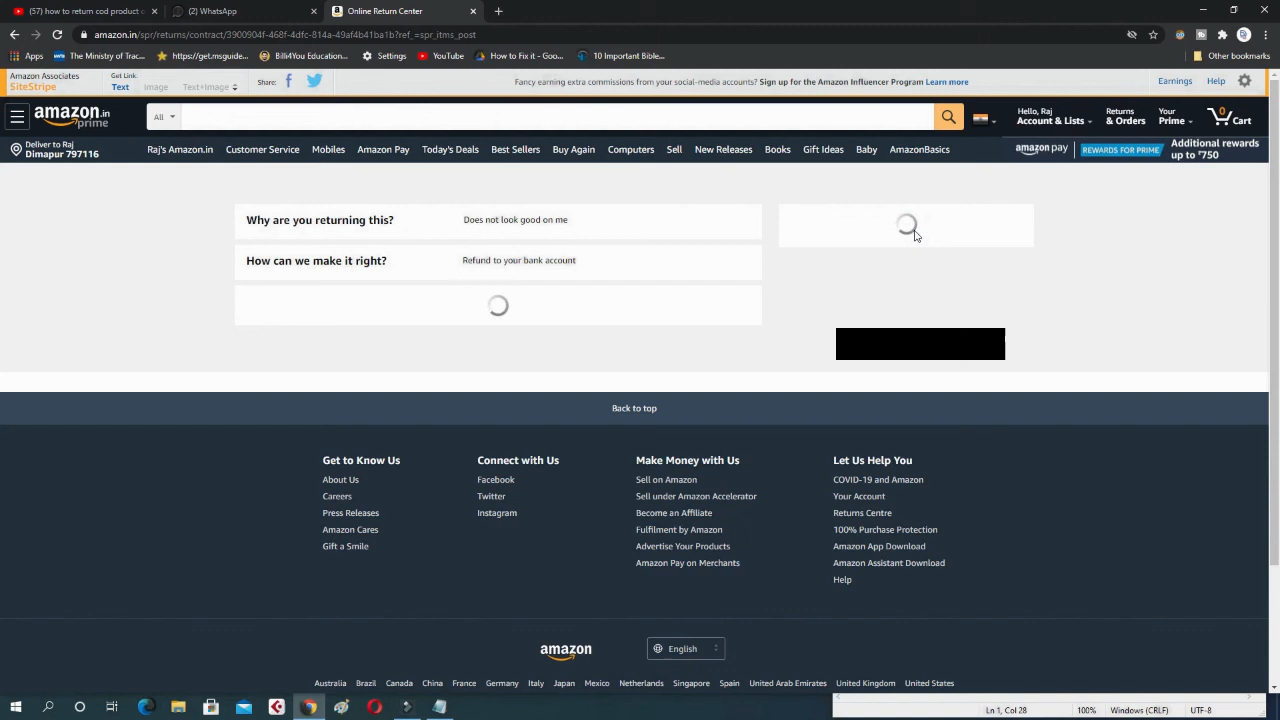 (57) how to return cod product o
(2) WhatsApp
Online Return Center
amazon.in/spr/returns/contract/3900904f-468f-4dfc-814a-49af4b41ba1b?ref_=spr_itms_post
Apps
The Ministry of Trac...
https://get.msguide...
Billi4You Education...
Settings
YouTube
How to Fix it – Goo...
10 Important Bible...
Other bookmarks
Amazon Associates
SiteStripe
Get Link:
Text
Image
Text+Image
Share:
Fancy earning extra commissions from your social-media accounts? Sign up for the Amazon Influencer Program Learn more
Earnings
Help
amazon.in
prime
All
Hello, Raj
Account & Lists
Returns
& Orders
Your
Prime
0
Cart
Deliver to Raj
Dimapur 797116
Raj's Amazon.in
Customer Service
Mobiles
Amazon Pay
Today's Deals
Best Sellers
Buy Again
Computers
Sell
New Releases
Books
Gift Ideas
Baby
AmazonBasics
amazon pay
REWARDS FOR PRIME
Additional rewards
up to ₹750
Why are you returning this?
Does not look good on me
How can we make it right?
Refund to your bank account
Back to top
Get to Know Us
About Us
Careers
Press Releases
Amazon Cares
Gift a Smile
Connect with Us
Facebook
Twitter
Instagram
Make Money with Us
Sell on Amazon
Sell under Amazon Accelerator
Become an Affiliate
Fulfilment by Amazon
Advertise Your Products
Amazon Pay on Merchants
Let Us Help You
COVID-19 and Amazon
Your Account
Returns Centre
100% Purchase Protection
Amazon App Download
Amazon Assistant Download
Help
amazon
English
Australia
Brazil
Canada
China
France
Germany
Italy
Japan
Mexico
Netherlands
Singapore
Spain
United Arab Emirates
United Kingdom
United States
Ln 1, Col 28
100%
Windows (CRLF)
UTF-8